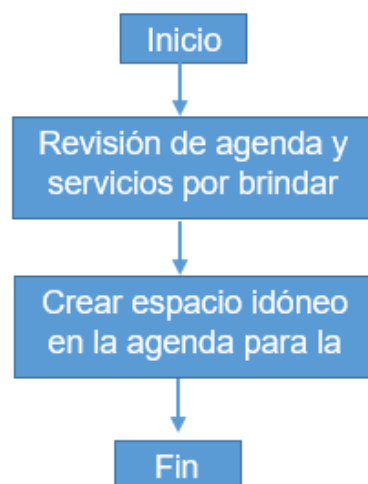 Inicio
Revisión de agenda y
servicios por brindar
Crear espacio idóneo
en la agenda para la
Fin